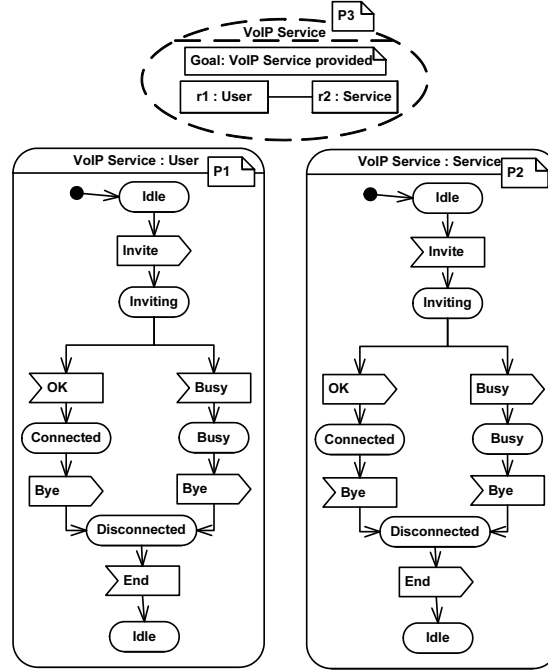 P3
VoIP Service
Goal: VoIP Service provided
r1 : User
r2 : Service
VoIP Service : User
P1
Idle
Invite
Inviting
OK
Busy
Connected
Busy
Bye
Bye
Disconnected
End
Idle
VoIP Service : Service
P2
Idle
Invite
Inviting
OK
Busy
Connected
Busy
Bye
Bye
Disconnected
End
Idle